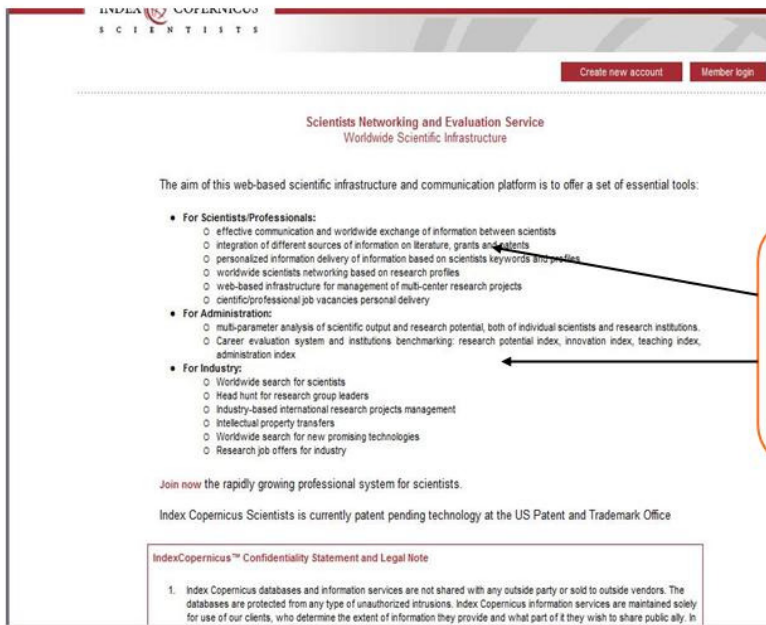 INDEX COPERNICUS
S C I E N T I S T S
Create new account Member login
Scientists Networking and Evaluation Service
Worldwide Scientific Infrastructure
The aim of this web-based scientific infrastructure and communication platform is to offer a set of essential tools:
• For Scientists/Professionals:
o effective communication and worldwide exchange of information between scientists
o integration of different sources of information on literature, grants and patents
o personalized information delivery of information based on scientists keywords and profiles
o worldwide scientists networking based on research profiles
o web-based infrastructure for management of multi-center research projects
o cientific/professional job vacancies personal delivery
• For Administration:
o multi-parameter analysis of scientific output and research potential, both of individual scientists and research institutions.
o Career evaluation system and institutions benchmarking: research potential index, innovation index, teaching index,
administration index
• For Industry:
o Worldwide search for scientists
o Head hunt for research group leaders
o Industry-based international research projects management
o Intellectual property transfers
o Worldwide search for new promising technologies
o Research job offers for industry
Join now the rapidly growing professional system for scientists.
Index Copernicus Scientists is currently patent pending technology at the US Patent and Trademark Office
IndexCopernicus™ Confidentiality Statement and Legal Note
1. Index Copernicus databases and information services are not shared with any outside party or sold to outside vendors. The
databases are protected from any type of unauthorized intrusions. Index Copernicus information services are maintained solely
for use of our clients, who determine the extent of information they provide and what part of it they wish to share public ally. In